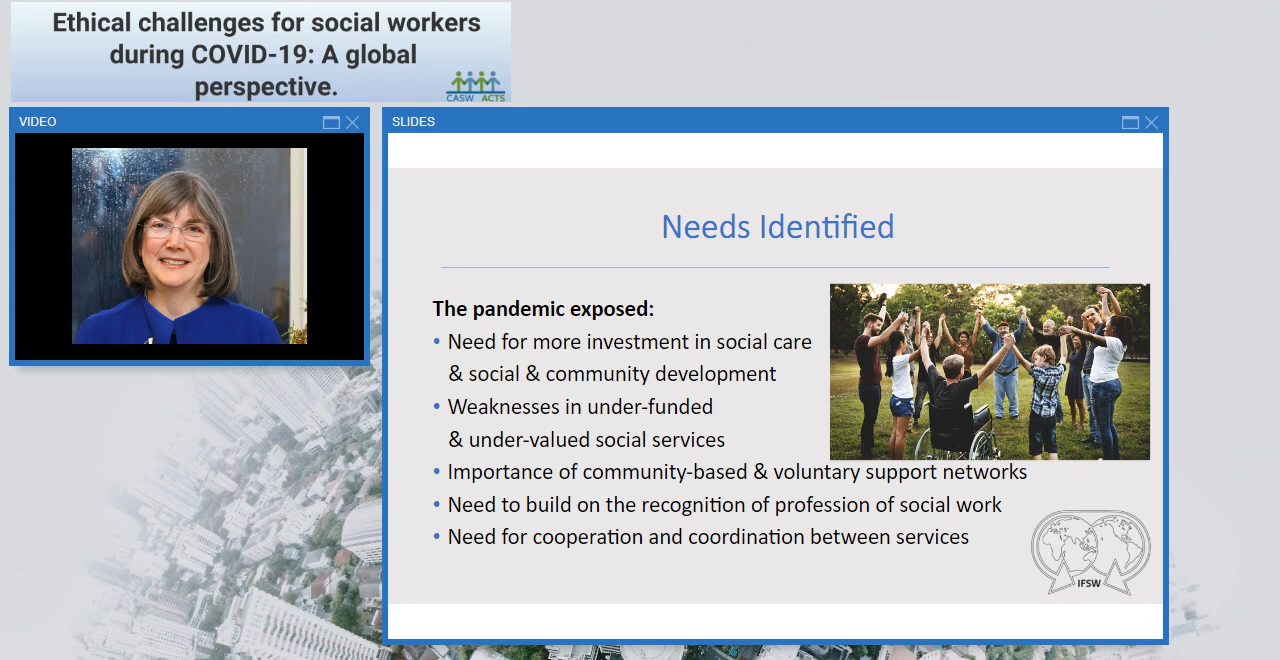 Ethical challenges for social workers
during COVID-19: A global
perspective.
CASW ACTS
VIDEO
SLIDES
Needs Identified
The pandemic exposed:
• Need for more investment in social care
& social & community development
• Weaknesses in under-funded
& under-valued social services
• Importance of community-based & voluntary support networks
• Need to build on the recognition of profession of social work
• Need for cooperation and coordination between services
IFSW